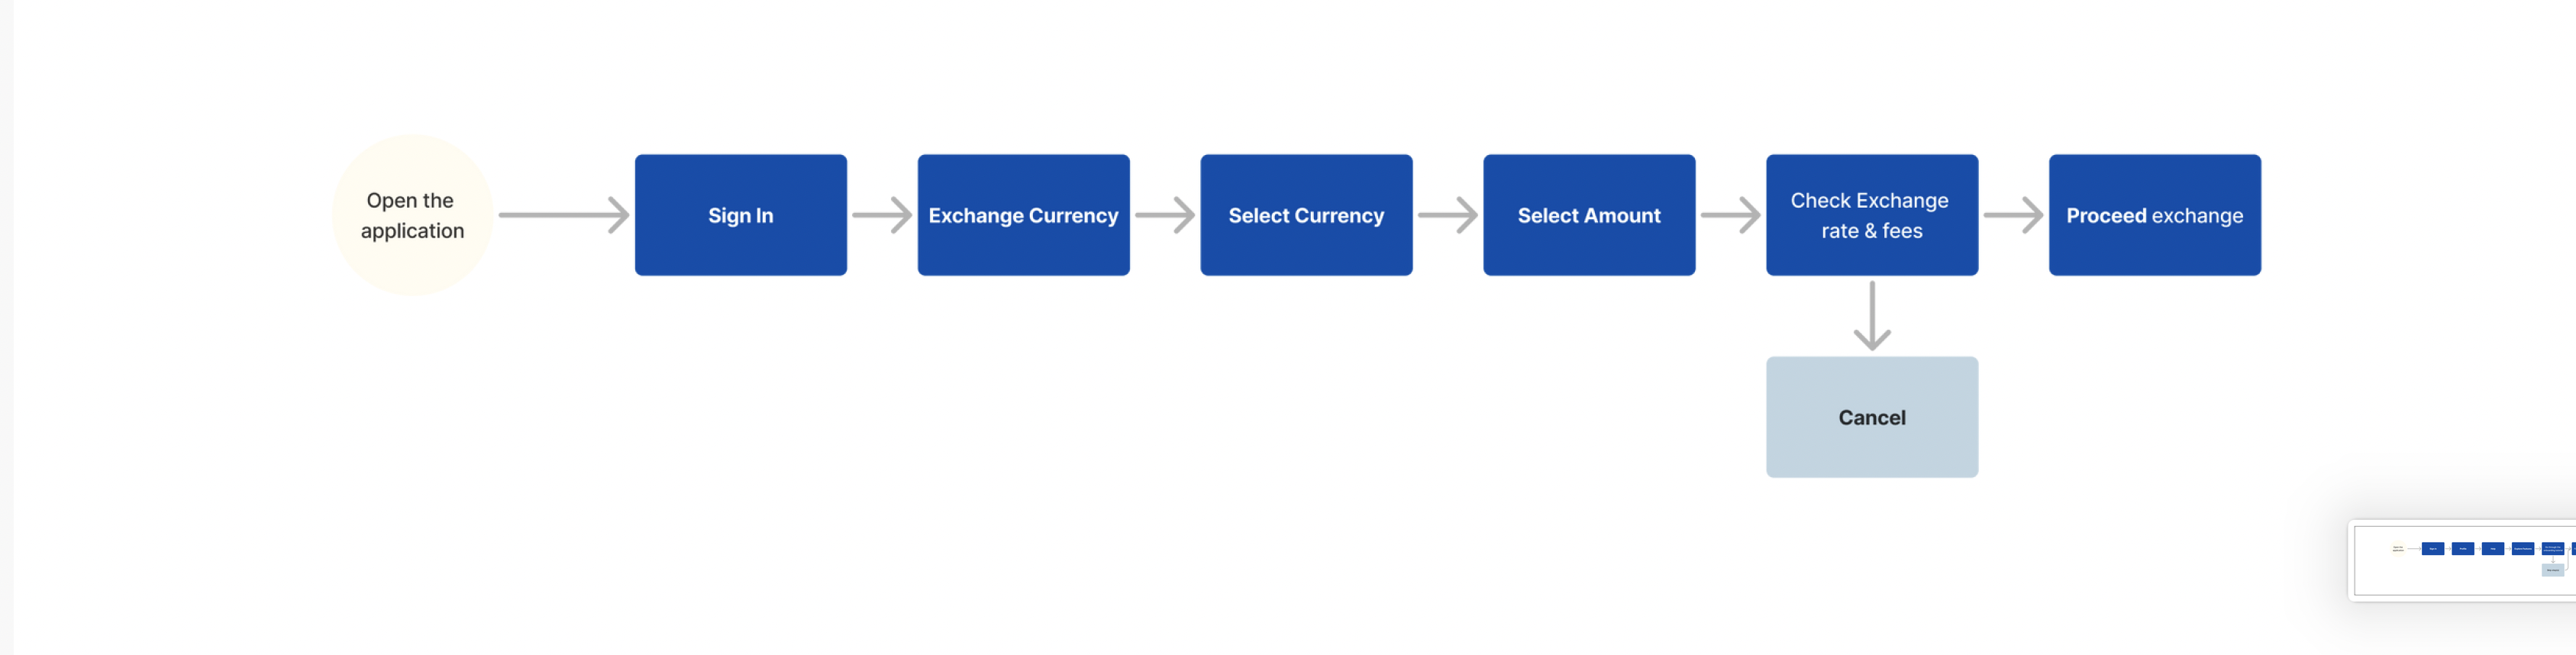 Open the
application
Sign In
Exchange Currency
Select Currency
Select Amount
Check Exchange
rate & fees
Proceed exchange
Cancel